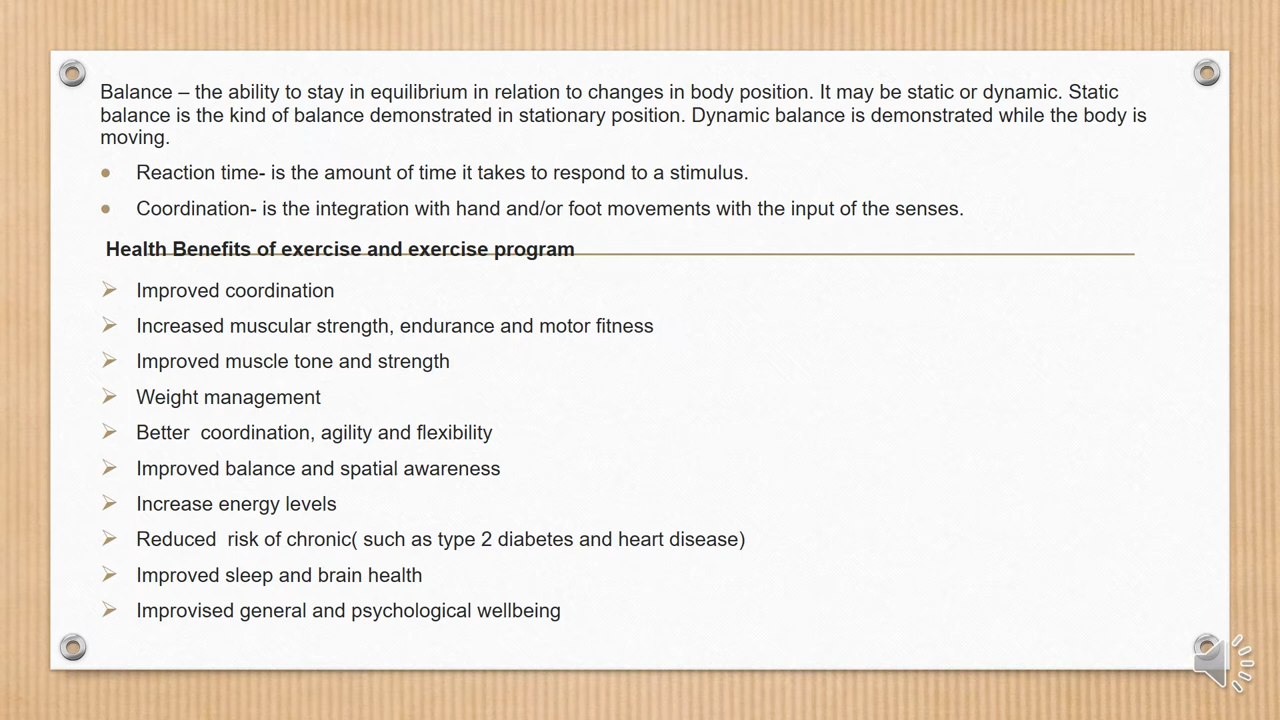 Balance – the ability to stay in equilibrium in relation to changes in body position. It may be static or dynamic. Static
balance is the kind of balance demonstrated in stationary position. Dynamic balance is demonstrated while the body is
moving.
Reaction time- is the amount of time it takes to respond to a stimulus.
Coordination- is the integration with hand and/or foot movements with the input of the senses.
Health Benefits of exercise and exercise program
Improved coordination
Increased muscular strength, endurance and motor fitness
Improved muscle tone and strength
Weight management
Better  coordination, agility and flexibility
Improved balance and spatial awareness
Increase energy levels
Reduced  risk of chronic( such as type 2 diabetes and heart disease)
Improved sleep and brain health
Improvised general and psychological wellbeing